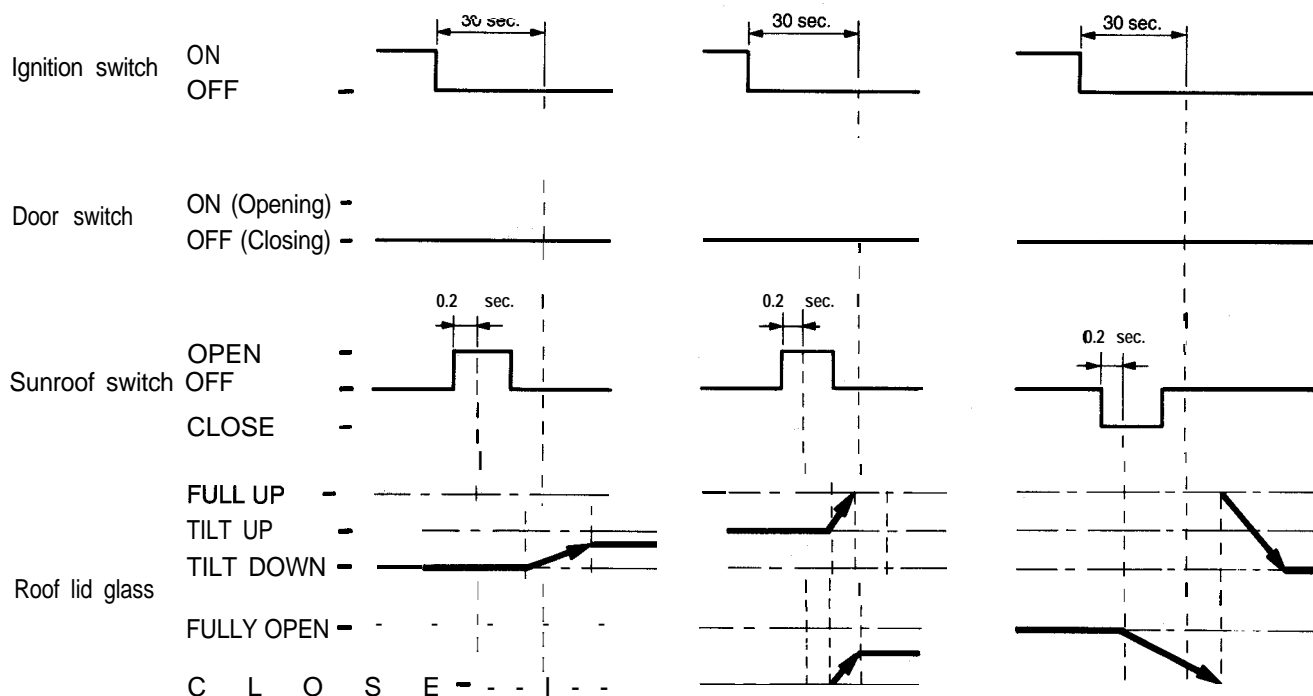 30 sec. 30 sec. 30 sec.
Ignition switch ON
OFF
Door switch ON (Opening)
OFF (Closing)
0.2 sec. 0.2 sec. 0.2 sec.
OPEN
Sunroof switch OFF
CLOSE
FULL UP
TILT UP
TILT DOWN
Roof lid glass
FULLY OPEN
C L O S E